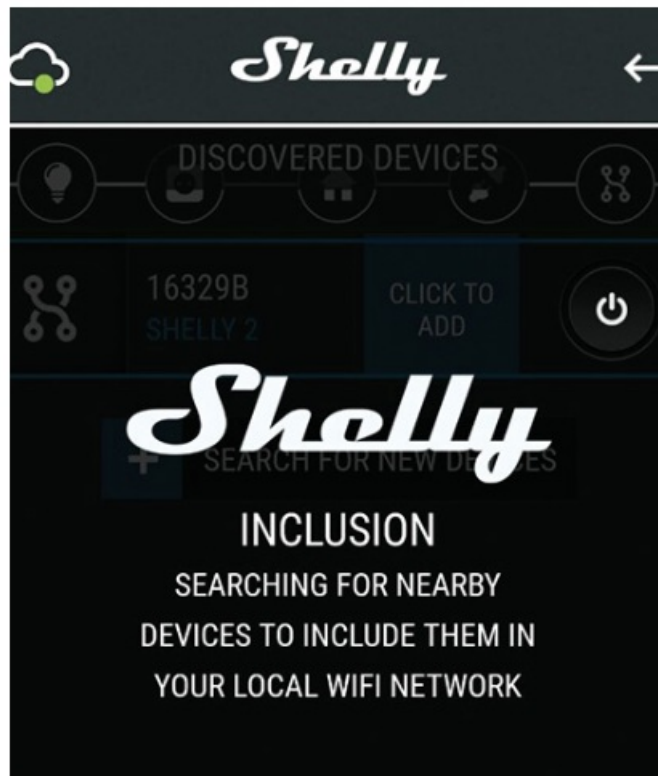 Shelly
DISCOVERED DEVICES
16329B
SHELLY 2
CLICK TO
ADD
Shelly
+ SEARCH FOR NEW DEVICES
INCLUSION
SEARCHING FOR NEARBY
DEVICES TO INCLUDE THEM IN
YOUR LOCAL WIFI NETWORK